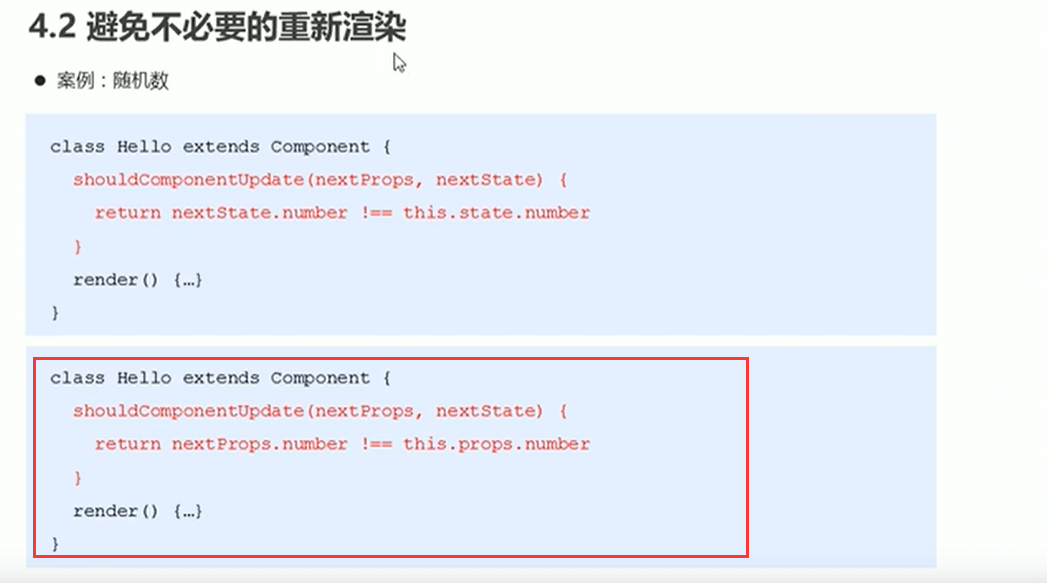 4.2 避免不必要的重新渲染
● 案例：随机数
class Hello extends Component {
shouldComponentUpdate(nextProps, nextState) {
return nextState.number !== this.state.number
}
render() {…}
}
class Hello extends Component {
shouldComponentUpdate(nextProps, nextState) {
return nextProps.number !== this.props.number
}
render() {…}
}